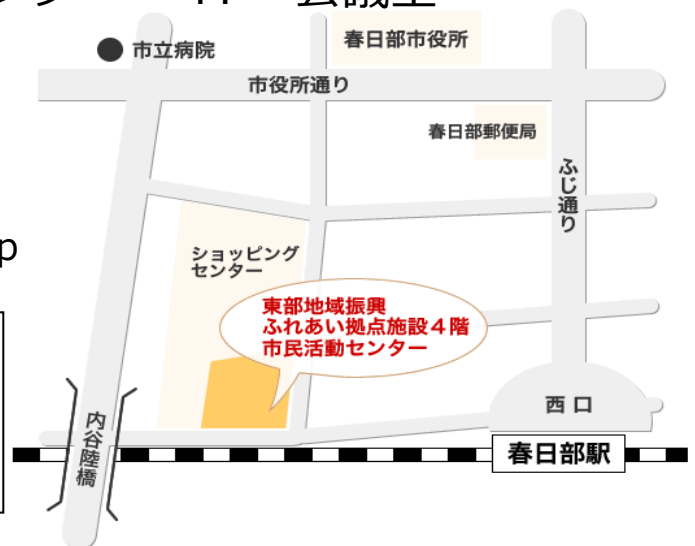 会議室
市立病院
春日部市役所
市役所通り
春日部郵便局
ふじ通り
p
ショッピング
センター
東部地域振興
ふれあい拠点施設4階
市民活動センター
西口
内谷陸橋
春日部駅